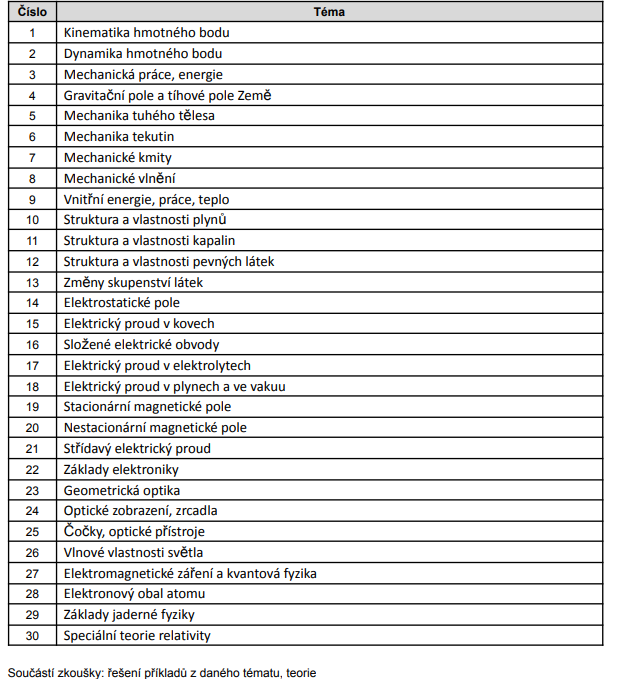 Číslo Téma
1 Kinematika hmotného bodu
2 Dynamika hmotného bodu
3 Mechanická práce, energie
4 Gravitační pole a tíhové pole Země
5 Mechanika tuhého tělesa
6 Mechanika tekutin
7 Mechanické kmity
8 Mechanické vlnění
9 Vnitřní energie, práce, teplo
10 Struktura a vlastnosti plynů
11 Struktura a vlastnosti kapalin
12 Struktura a vlastnosti pevných látek
13 Změny skupenství látek
14 Elektrostatické pole
15 Elektrický proud v kovech
16 Složené elektrické obvody
17 Elektrický proud v elektrolytech
18 Elektrický proud v plynech a ve vakuu
19 Stacionární magnetické pole
20 Nestacionární magnetické pole
21 Střídavý elektrický proud
22 Základy elektroniky
23 Geometrická optika
24 Optické zobrazení, zrcadla
25 Čočky, optické přístroje
26 Vlnové vlastnosti světla
27 Elektromagnetické záření a kvantová fyzika
28 Elektronový obal atomu
29 Základy jaderné fyziky
30 Speciální teorie relativity
Součástí zkoušky: řešení příkladů z daného tématu, teorie